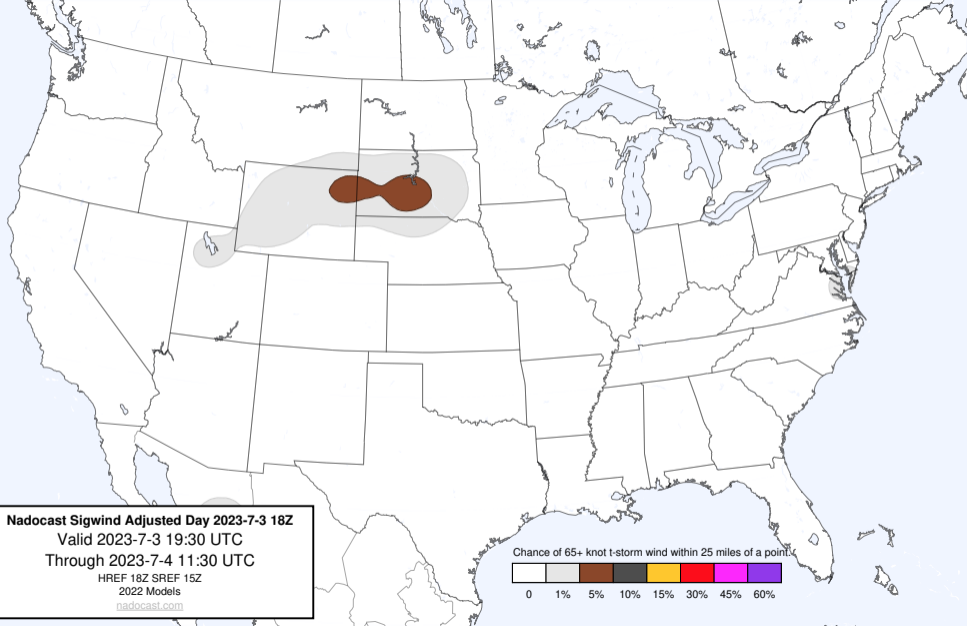 Nadocast Sigwind Adjusted Day 2023-7-3 18Z
Valid 2023-7-3 19:30 UTC
Through 2023-7-4 11:30 UTC
HREF 18Z SREF 15Z
2022 Models
nadocast.com
Chance of 65+ knot t-storm wind within 25 miles of a point.
0 1% 5% 10% 15% 30% 45% 60%